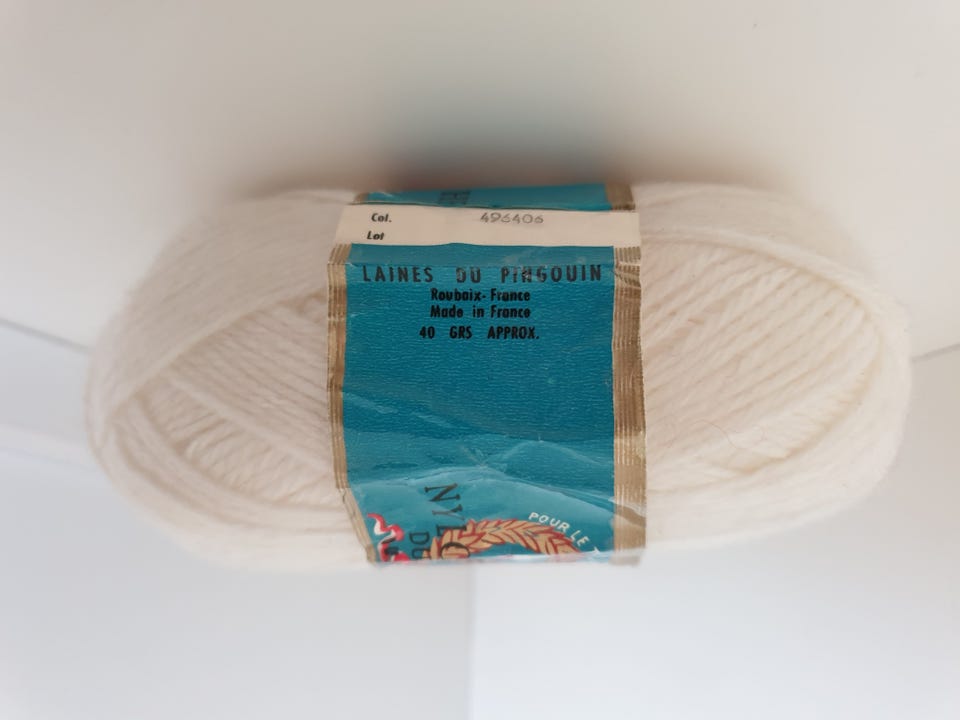 Col. 496406
Lot
LAINES DU PINGOUIN
Roubaix-France
Made in France
40 GRS APPROX.
POUR LE